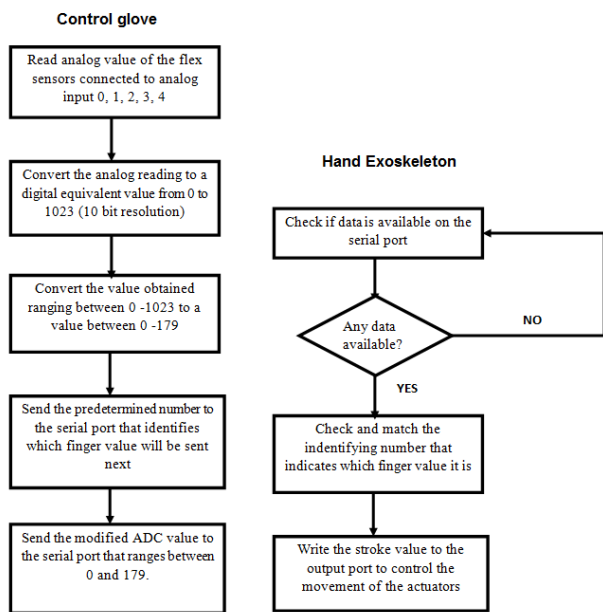 Control glove
Read analog value of the flex
sensors connected to analog
input 0, 1, 2, 3, 4
Convert the analog reading to a
digital equivalent value from 0 to
1023 (10 bit resolution)
Convert the value obtained
ranging between 0 -1023 to a
value between 0 -179
Send the predetermined number to
the serial port that identifies
which finger value will be sent
next
Send the modified ADC value to
the serial port that ranges between
0 and 179.
Hand Exoskeleton
Check if data is available on the
serial port
Any data
available?
NO
YES
Check and match the
indentifying number that
indicates which finger value it is
Write the stroke value to the
output port to control the
movement of the actuators